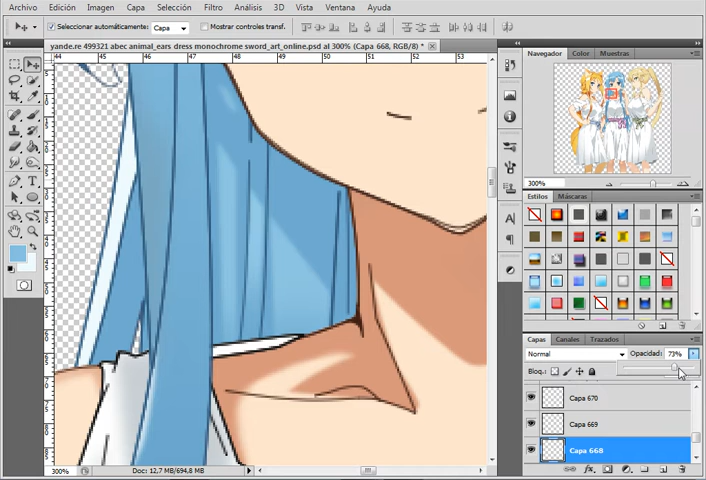 Archivo Edición Imagen Capa Selección Filtro Análisis 3D Vista Ventana Ayuda
Seleccionar automáticamente: Capa Mostrar controles transf.
yande.re 499321 abec animal_ears dress monochrome sword_art_online.psd al 300% (Capa 668, RGB/8) *
45 46 47 48 49 50 51 52 53
Navegador Color Muestras
300%
Estilos Máscaras
Capas Canales Trazados
Normal Opacidad: 73%
Bloq.:
Capa 670
Capa 669
Capa 668
300% Doc: 12,7 MB/694,8 MB